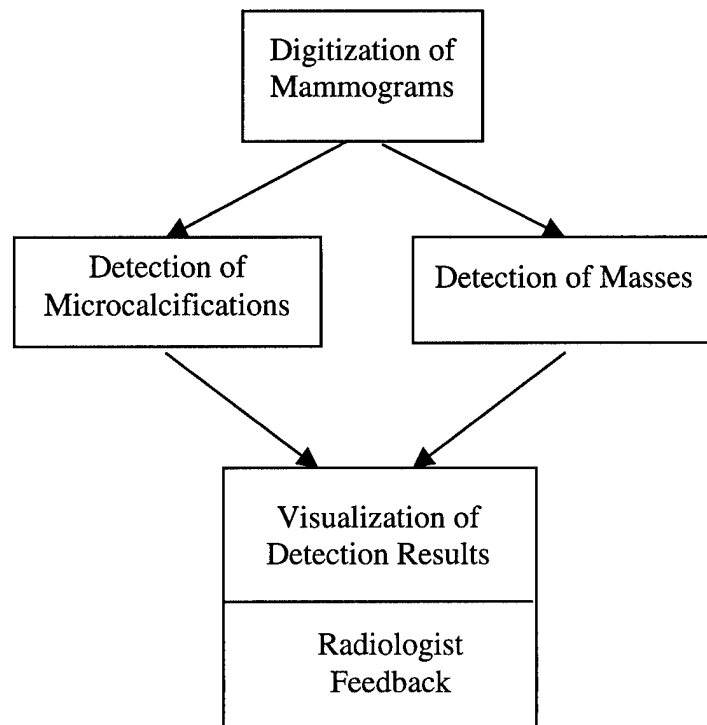 Digitization of
Mammograms
Detection of
Microcalcifications
Detection of Masses
Visualization of
Detection Results
Radiologist
Feedback